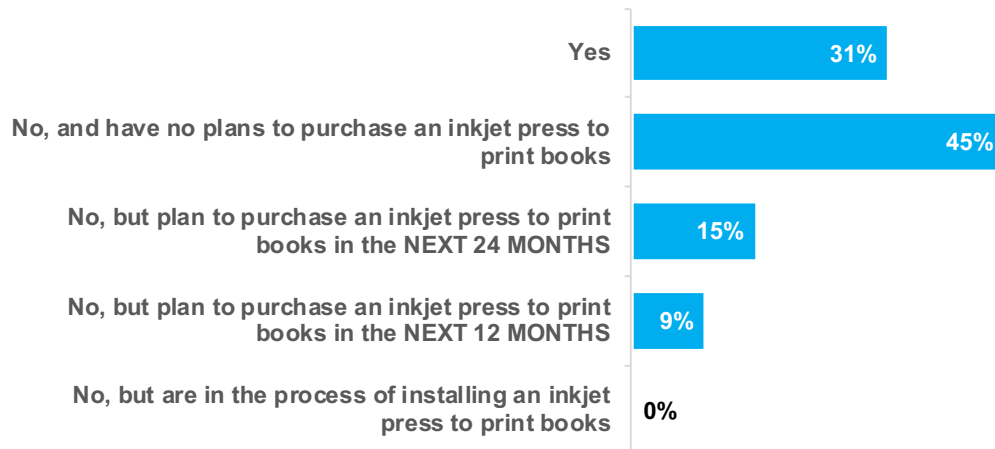 Yes
31%
No, and have no plans to purchase an inkjet press to
print books
45%
No, but plan to purchase an inkjet press to print
books in the NEXT 24 MONTHS
15%
No, but plan to purchase an inkjet press to print
books in the NEXT 12 MONTHS
9%
No, but are in the process of installing an inkjet
press to print books
0%